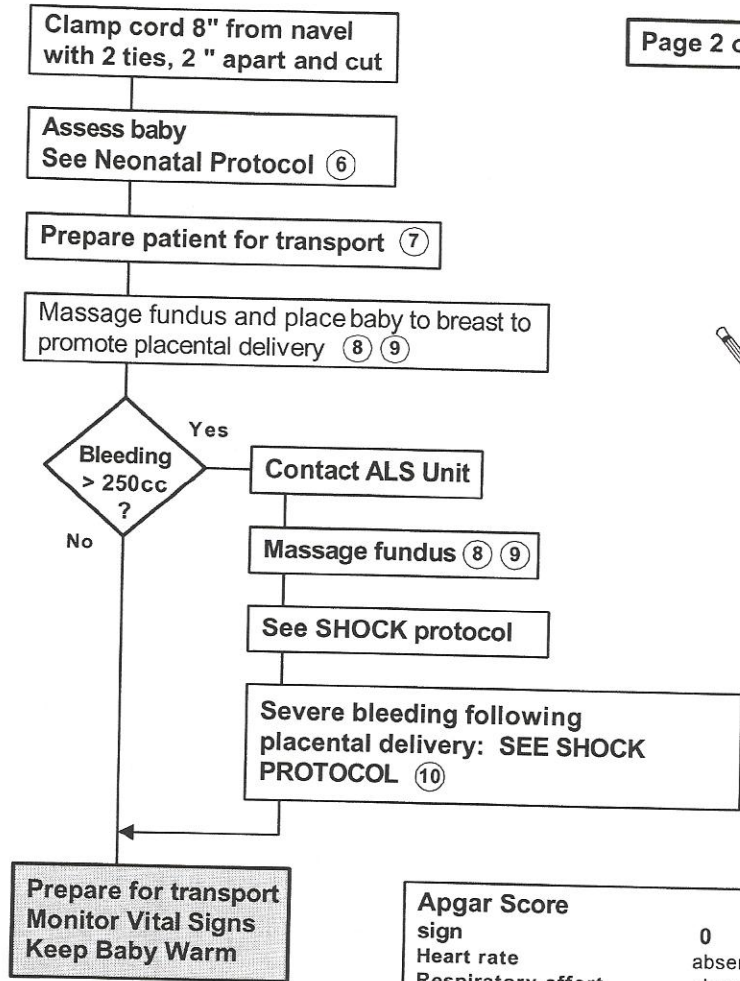 Clamp cord 8" from navel
with 2 ties, 2 " apart and cut
Page 2
Assess baby
See Neonatal Protocol 6
Prepare patient for transport 7
Massage fundus and place baby to breast to
promote placental delivery 8 9
Bleeding
> 250cc
?
Yes
No
Contact ALS Unit
Massage fundus 8 9
See SHOCK protocol
Severe bleeding following
placental delivery: SEE SHOCK
PROTOCOL 10
Prepare for transport
Monitor Vital Signs
Keep Baby Warm
Apgar Score
sign 0
Heart rate
Respiratory effort